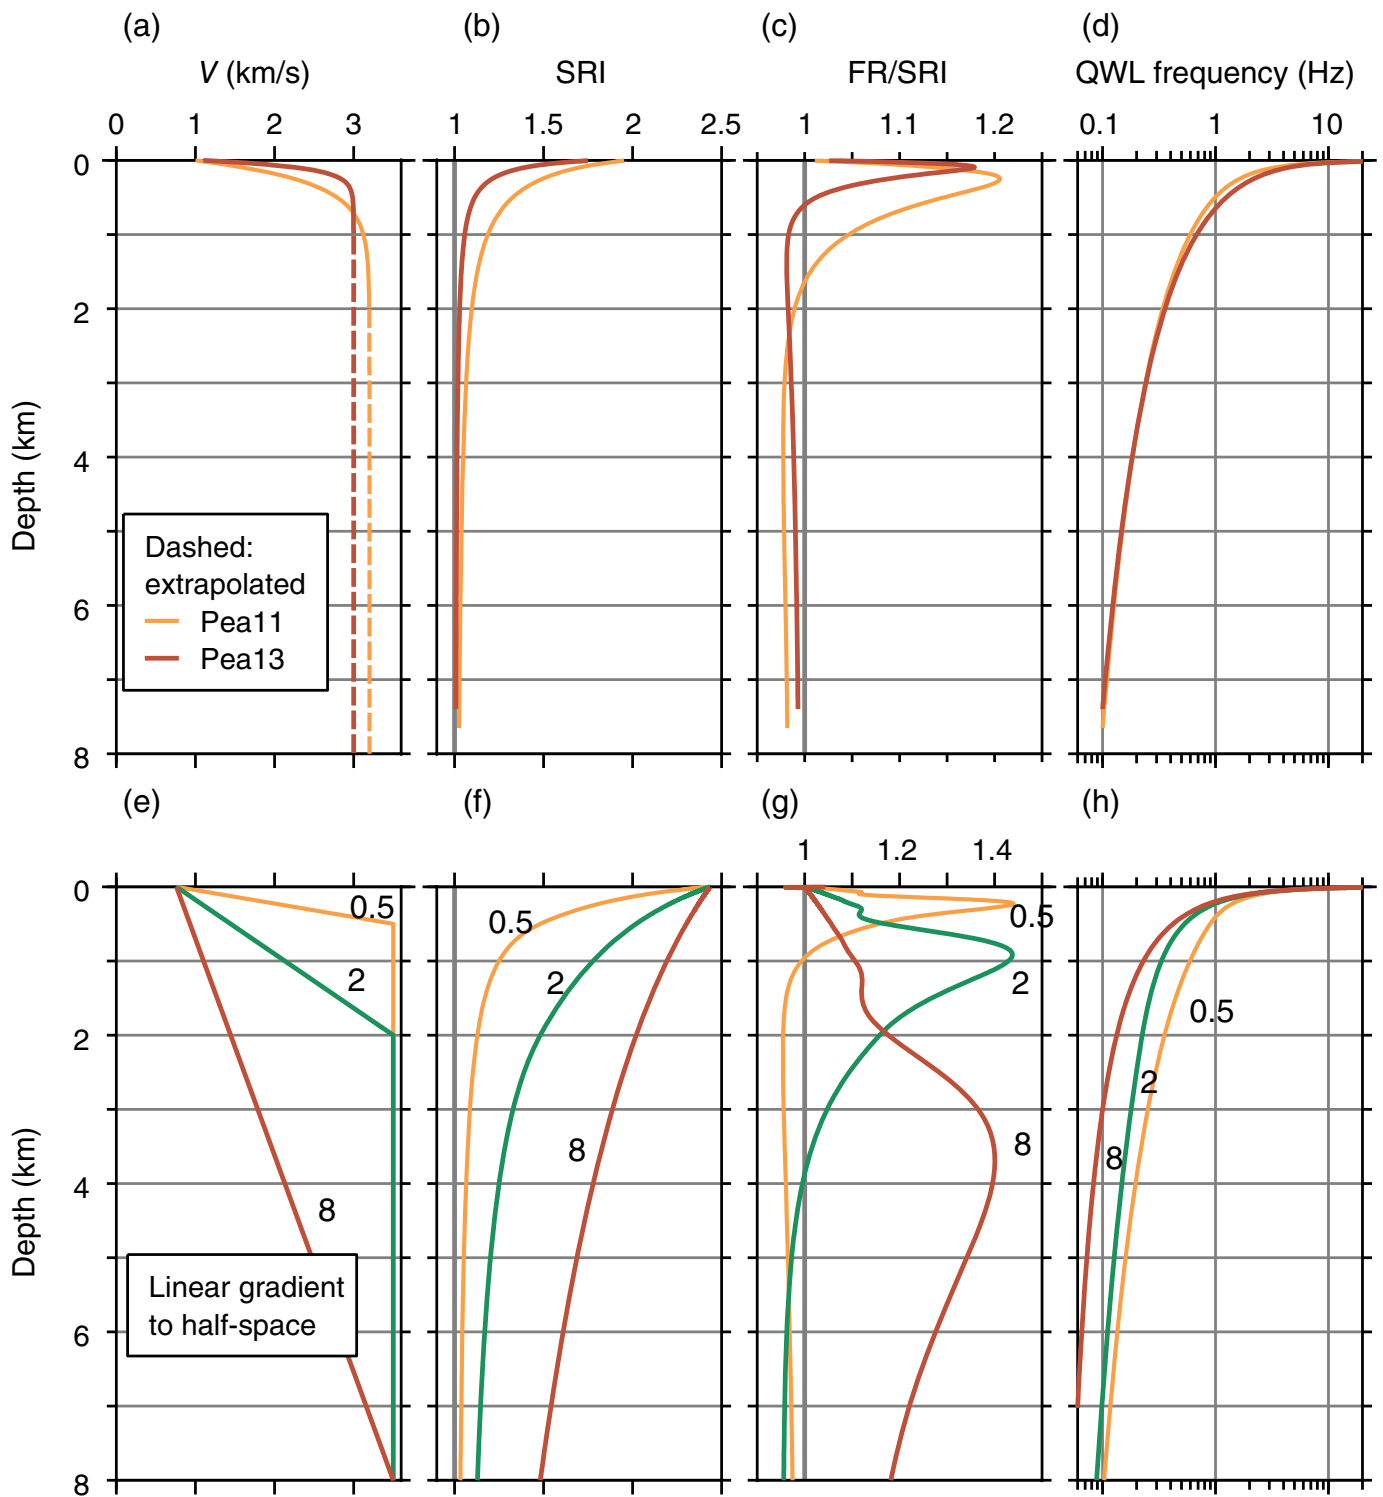 (a) (b) (c) (d)
V (km/s) SRI FR/SRI QWL frequency (Hz)
0 1 2 3 1 1.5 2 2.5 1 1.1 1.2 0.1 1 10
0
2
4
6
8
Depth (km)
Dashed:
extrapolated
Pea11
Pea13
(e) (f) (g) (h)
1 1.2 1.4
0
2
4
6
8
Depth (km)
0.5
2
8
Linear gradient
to half-space
0.5
2
8
0.5
2
8
0.5
2
8